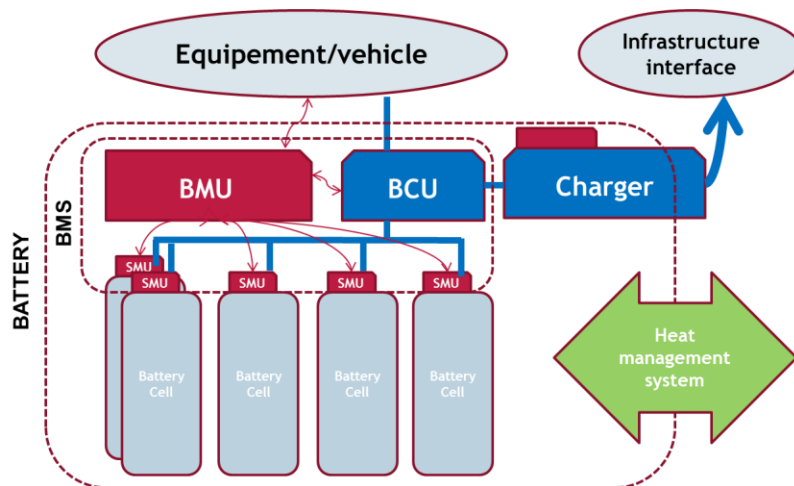 Equipement/vehicle
Infrastructure
interface
BMU
BCU
Charger
BMS
BATTERY
SMU
SMU
SMU
SMU
SMU
Battery
Cell
Battery
Cell
Battery
Cell
Battery
Cell
Heat
management
system